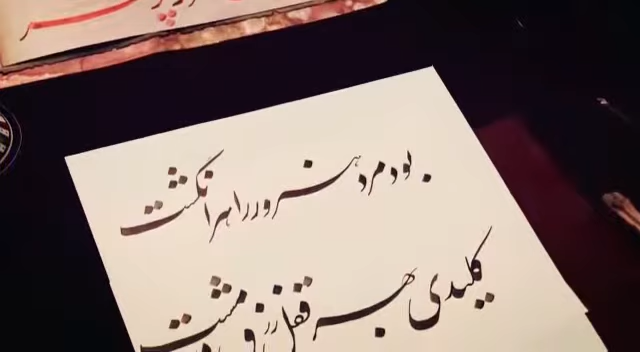 بود مرد هنرور را هر انگشت
کلیدی بهر قفل رزق در مشت